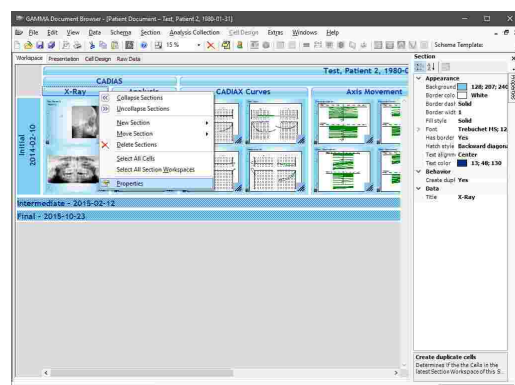 GAMMA Document Browser - [Patient Document - Test, Patient 2, 1980-01-31]
File Edit View Insert Document Data Schema Section Analysis Collection Cell Design Extras Windows Help
15 % Schema Template:
Workspace Presentation Cell Design Raw Data
Test, Patient 2, 1980-0
CADIAS
X-Ray Analysis CADIAX Curves Axis Movement
Initial
2014-02-10
Collapse Sections
Uncollapse Sections
New Section
Move Section
Delete Sections
Select All Cells
Select All Section Workspaces
Properties
Intermediate - 2015-02-12
Final - 2015-10-23
Section
Properties
Appearance
Background 128; 207; 240
Border colo White
Border dash Solid
Border widt 1
Fill style Solid
Has border Yes
Font Trebuchet MS; 12
Hatch style Backward diagona
Text alignm Center
Text color 13; 48; 130
Behavior
Create dupl Yes
Data
Title X-Ray
Create duplicate cells
Determines if the the Cells in the
latest Section Workspace of this S...